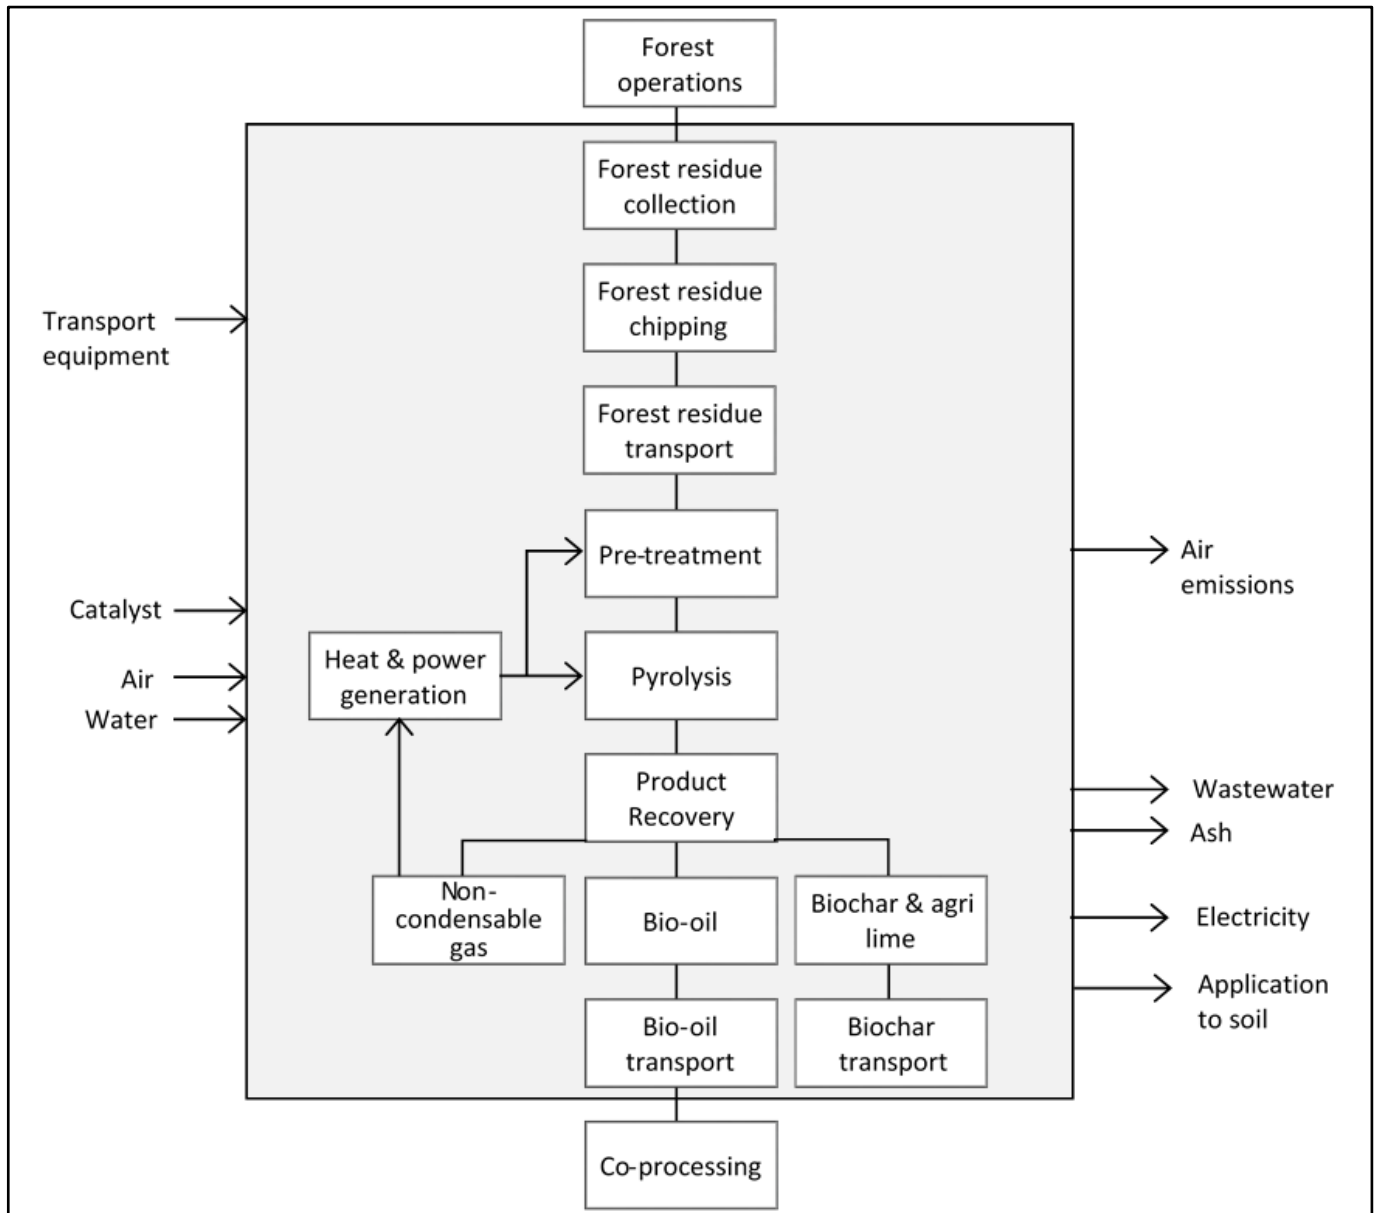 Forest
operations
Forest residue
collection
Forest residue
chipping
Transport
equipment
Forest residue
transport
Pre-treatment
Air
emissions
Catalyst
Heat & power
generation
Pyrolysis
Air
Water
Product
Recovery
Wastewater
Ash
Non-
condensable
gas
Bio-oil
Biochar & agri
lime
Electricity
Application
to soil
Bio-oil
transport
Biochar
transport
Co-processing